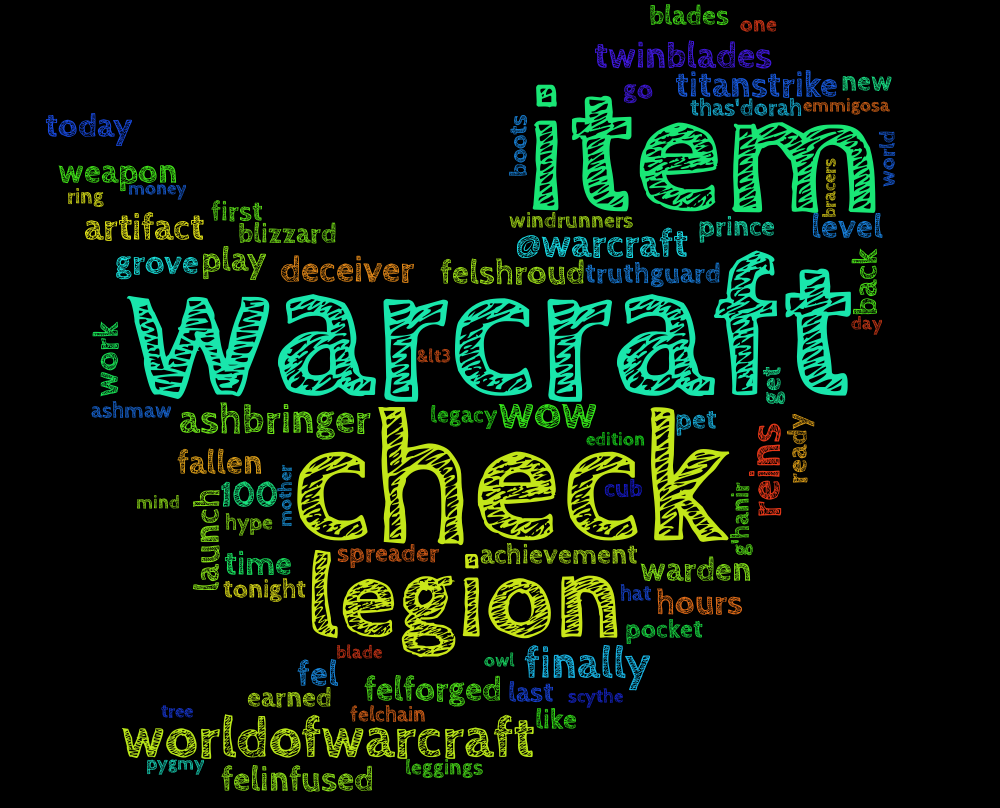 blades
one
twinblades
titanstrike
new
go
thas'dorah
emmigosa
item
today
boots
world
weapon
money
ring
bracers
first
artifact
blizzard
windrunners
prince
level
@warcraft
grove
play
deceiver
felshroud
truthguard
back
warcraft
day
work
&lt3
get
ashmaw
ashbringer
legacy
wow
pet
edition
check
reins
ready
fallen
mother
100
cub
mind
launch
hype
g'hanir
spreader
achievement
time
warden
tonight
legion
hat
hours
pocket
blade
owl
finally
fel
earned
felforged
last
scythe
tree
felchain
like
worldofwarcraft
pygmy
felinfused
leggings